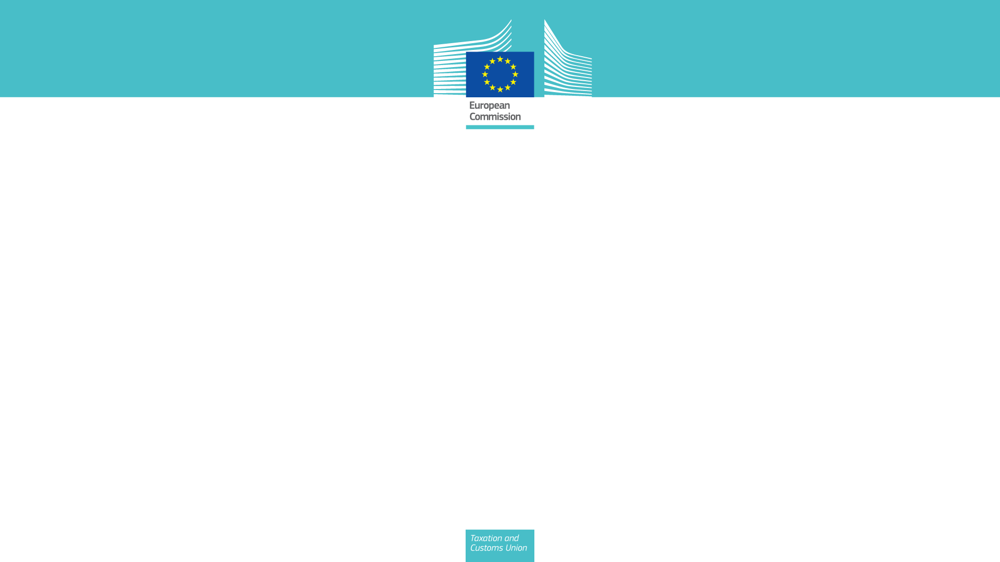 European
Commission
Taxation and
Customs Union